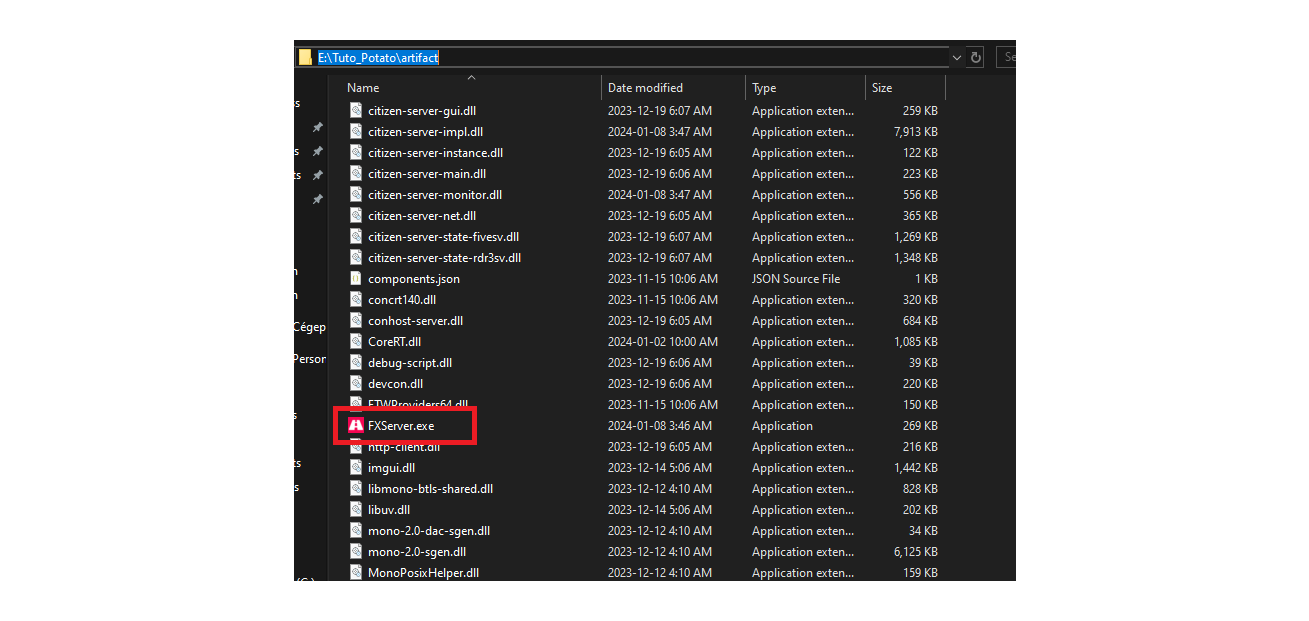 E:\Tuto_Potato\artifact Se
Name Date modified Type Size
citizen-server-gui.dll 2023-12-19 6:07 AM Application exten... 259 KB
citizen-server-impl.dll 2024-01-08 3:47 AM Application exten... 7,913 KB
citizen-server-instance.dll 2023-12-19 6:05 AM Application exten... 122 KB
citizen-server-main.dll 2023-12-19 6:06 AM Application exten... 223 KB
citizen-server-monitor.dll 2024-01-08 3:47 AM Application exten... 556 KB
citizen-server-net.dll 2023-12-19 6:05 AM Application exten... 365 KB
citizen-server-state-fivesv.dll 2023-12-19 6:07 AM Application exten... 1,269 KB
citizen-server-state-rdr3sv.dll 2023-12-19 6:07 AM Application exten... 1,348 KB
components.json 2023-11-15 10:06 AM JSON Source File 1 KB
concrt140.dll 2023-11-15 10:06 AM Application exten... 320 KB
conhost-server.dll 2023-12-19 6:05 AM Application exten... 684 KB
Cégep
CoreRT.dll 2024-01-02 10:00 AM Application exten... 1,085 KB
Person
debug-script.dll 2023-12-19 6:06 AM Application exten... 39 KB
devcon.dll 2023-12-19 6:06 AM Application exten... 220 KB
ETWProviders64.dll 2023-11-15 10:06 AM Application exten... 150 KB
FXServer.exe 2024-01-08 3:46 AM Application 269 KB
http-client.dll 2023-12-19 6:05 AM Application exten... 216 KB
imgui.dll 2023-12-14 5:06 AM Application exten... 1,442 KB
libmono-btls-shared.dll 2023-12-12 4:10 AM Application exten... 828 KB
libuv.dll 2023-12-14 5:06 AM Application exten... 202 KB
mono-2.0-dac-sgen.dll 2023-12-12 4:10 AM Application exten... 34 KB
mono-2.0-sgen.dll 2023-12-12 4:10 AM Application exten... 6,125 KB
MonoPosixHelper.dll 2023-12-12 4:10 AM Application exten... 159 KB